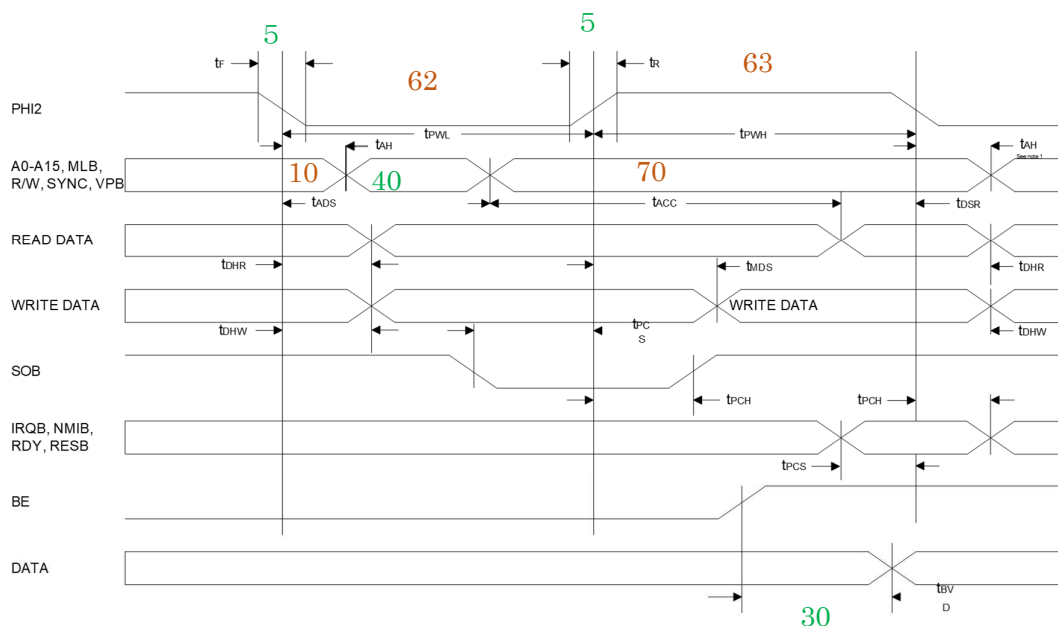 5
5
tF
62
tR
63
PHI2
tPWL
tPWH
tAH
tAH
See note 1
A0-A15, MLB,
R/W, SYNC, VPB
10
40
70
tADS
tACC
tDSR
READ DATA
tDHR
tMDS
tDHR
WRITE DATA
WRITE DATA
tDHW
tPC
S
tDHW
SOB
tPCH
tPCH
IRQB, NMIB,
RDY, RESB
tPCS
BE
DATA
tBV
D
30